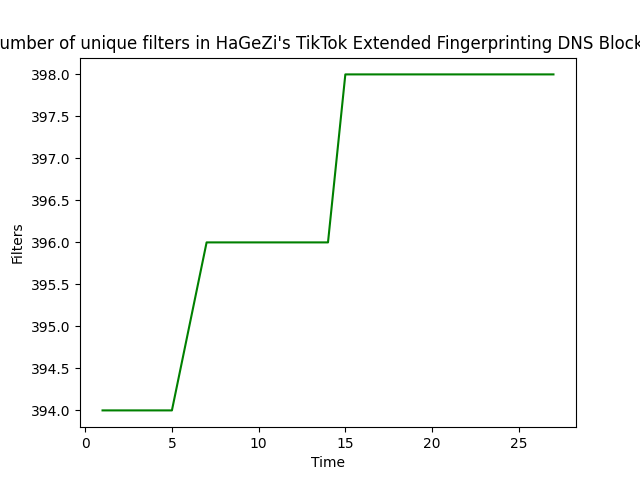 umber of unique filters in HaGeZi's TikTok Extended Fingerprinting DNS Block
398.0
397.5
397.0
396.5
396.0
395.5
395.0
394.5
394.0
Filters
0 5 10 15 20 25
Time